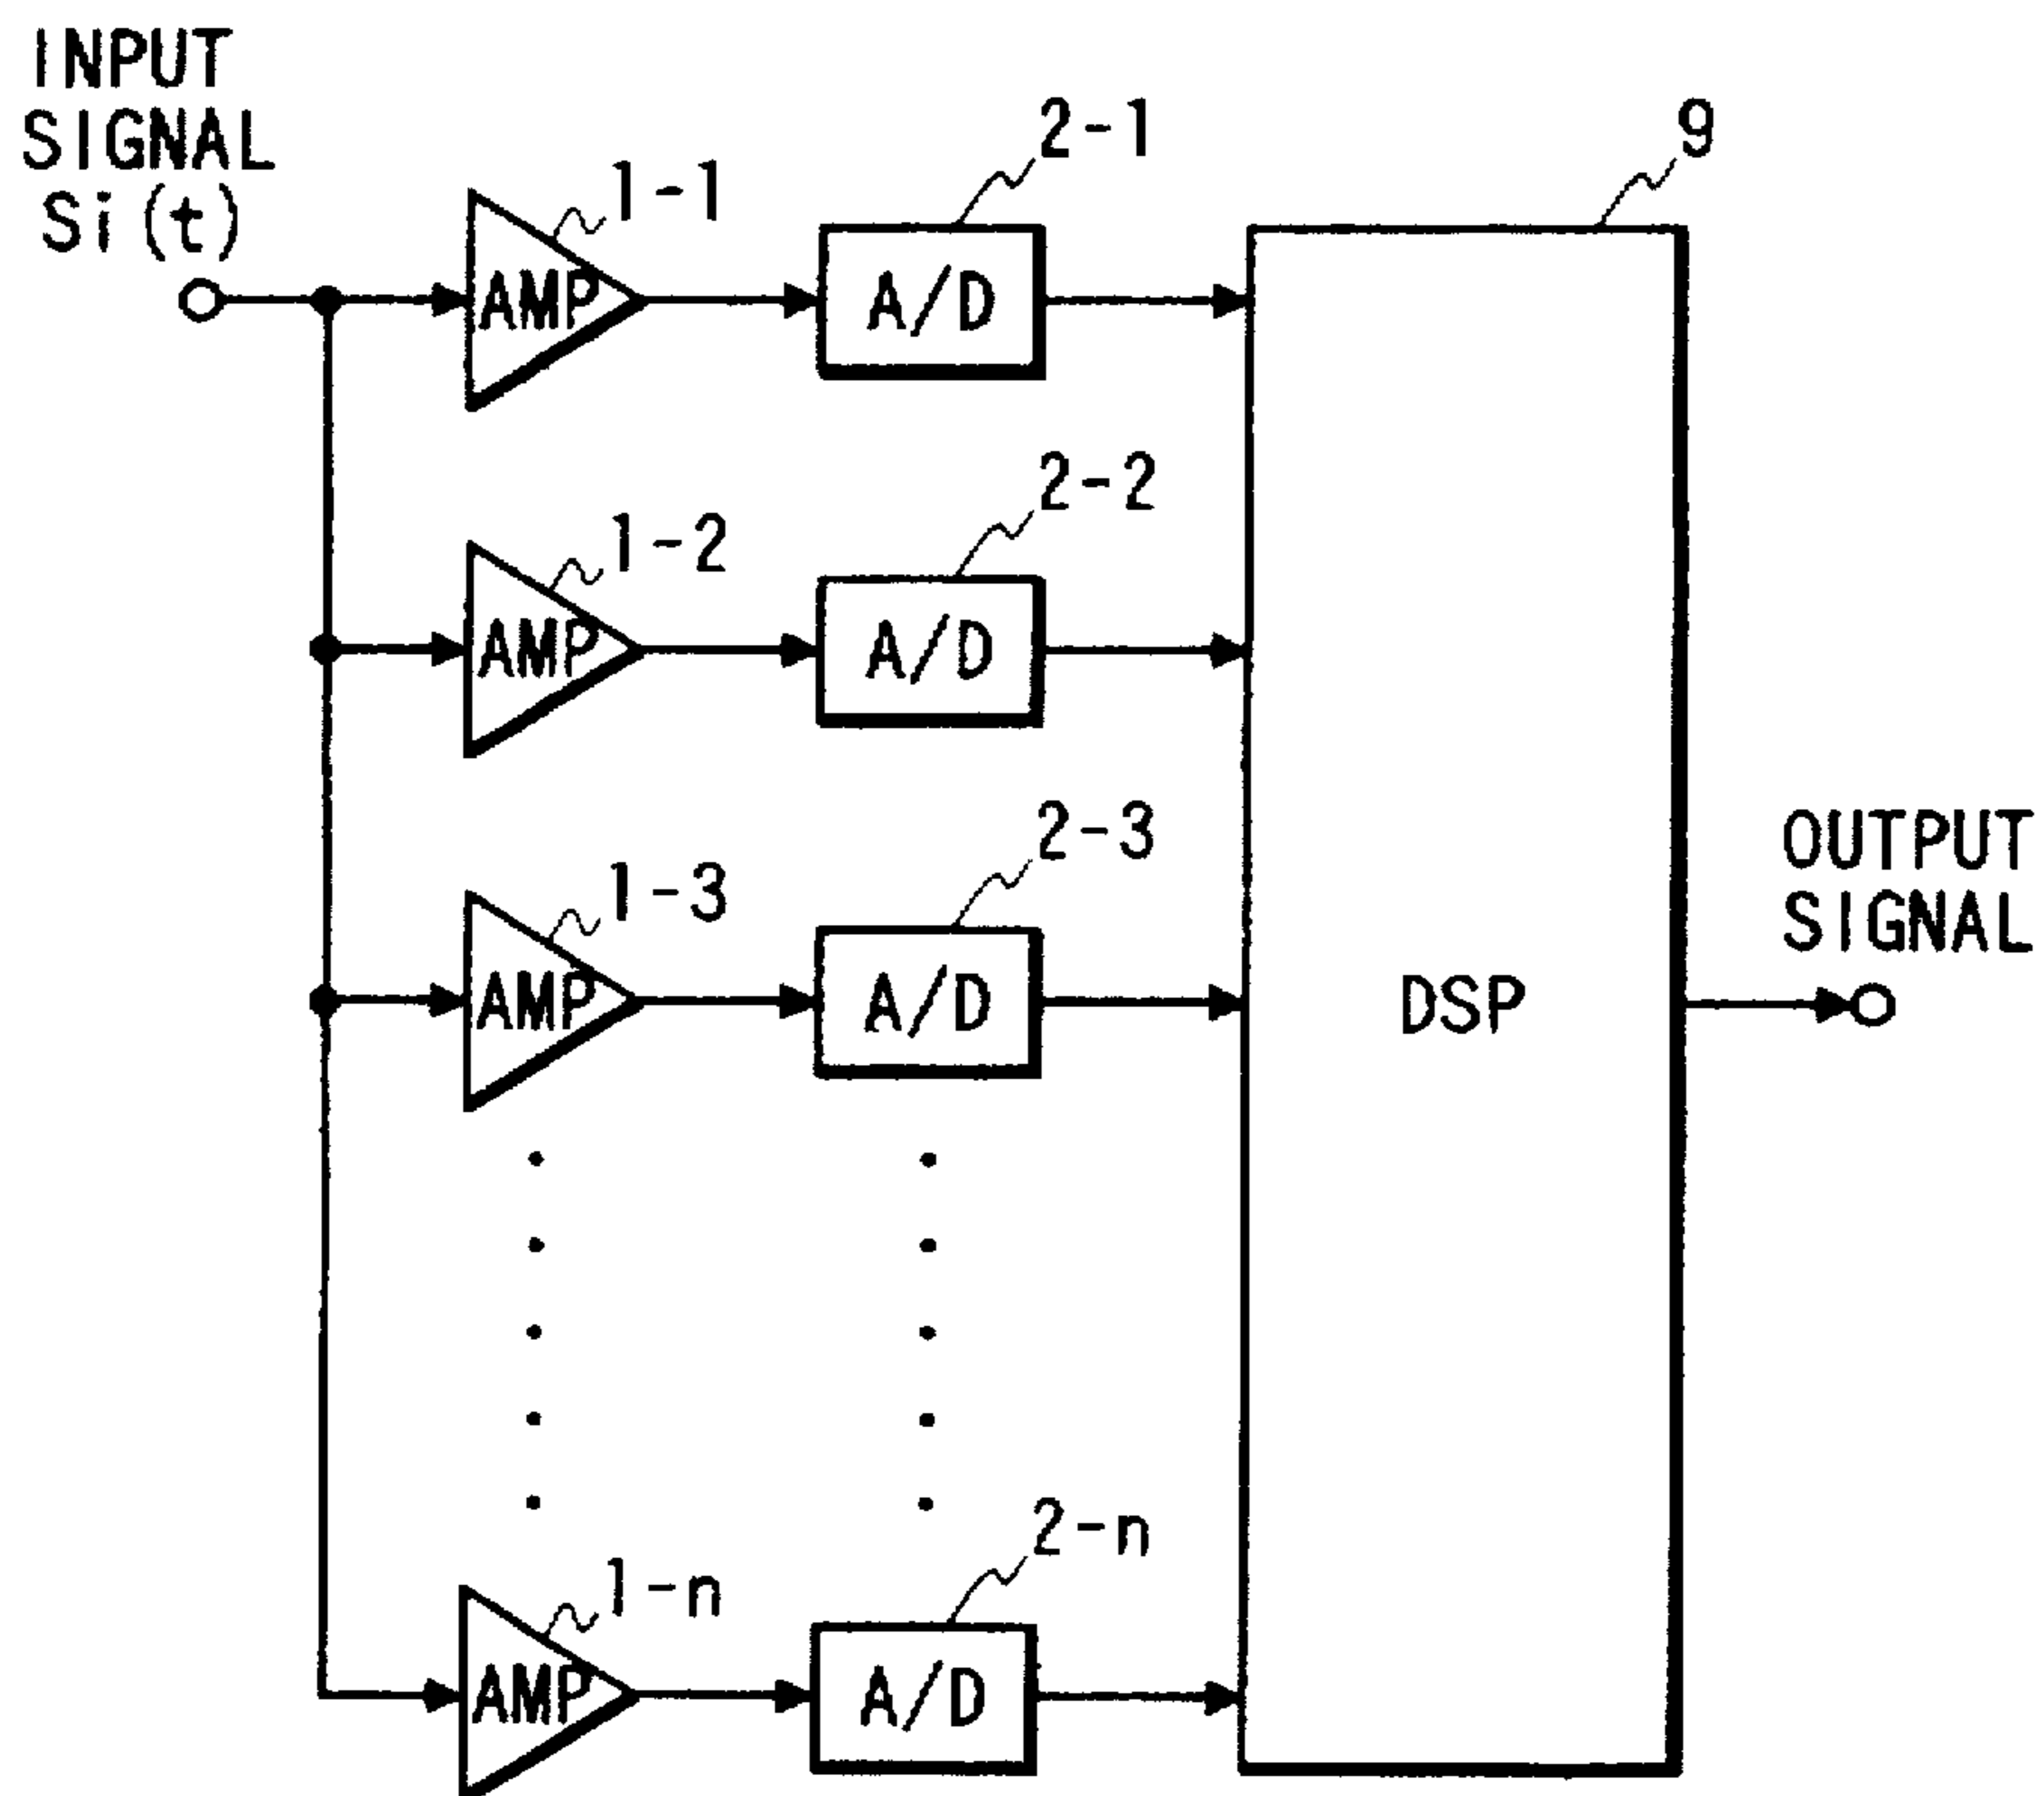 INPUT
SIGNAL
Si(t)
1-1
2-1
9
AMP
A/D
1-2
2-2
AMP
A/D
1-3
2-3
AMP
A/D
DSP
OUTPUT
SIGNAL
1-n
2-n
AMP
A/D